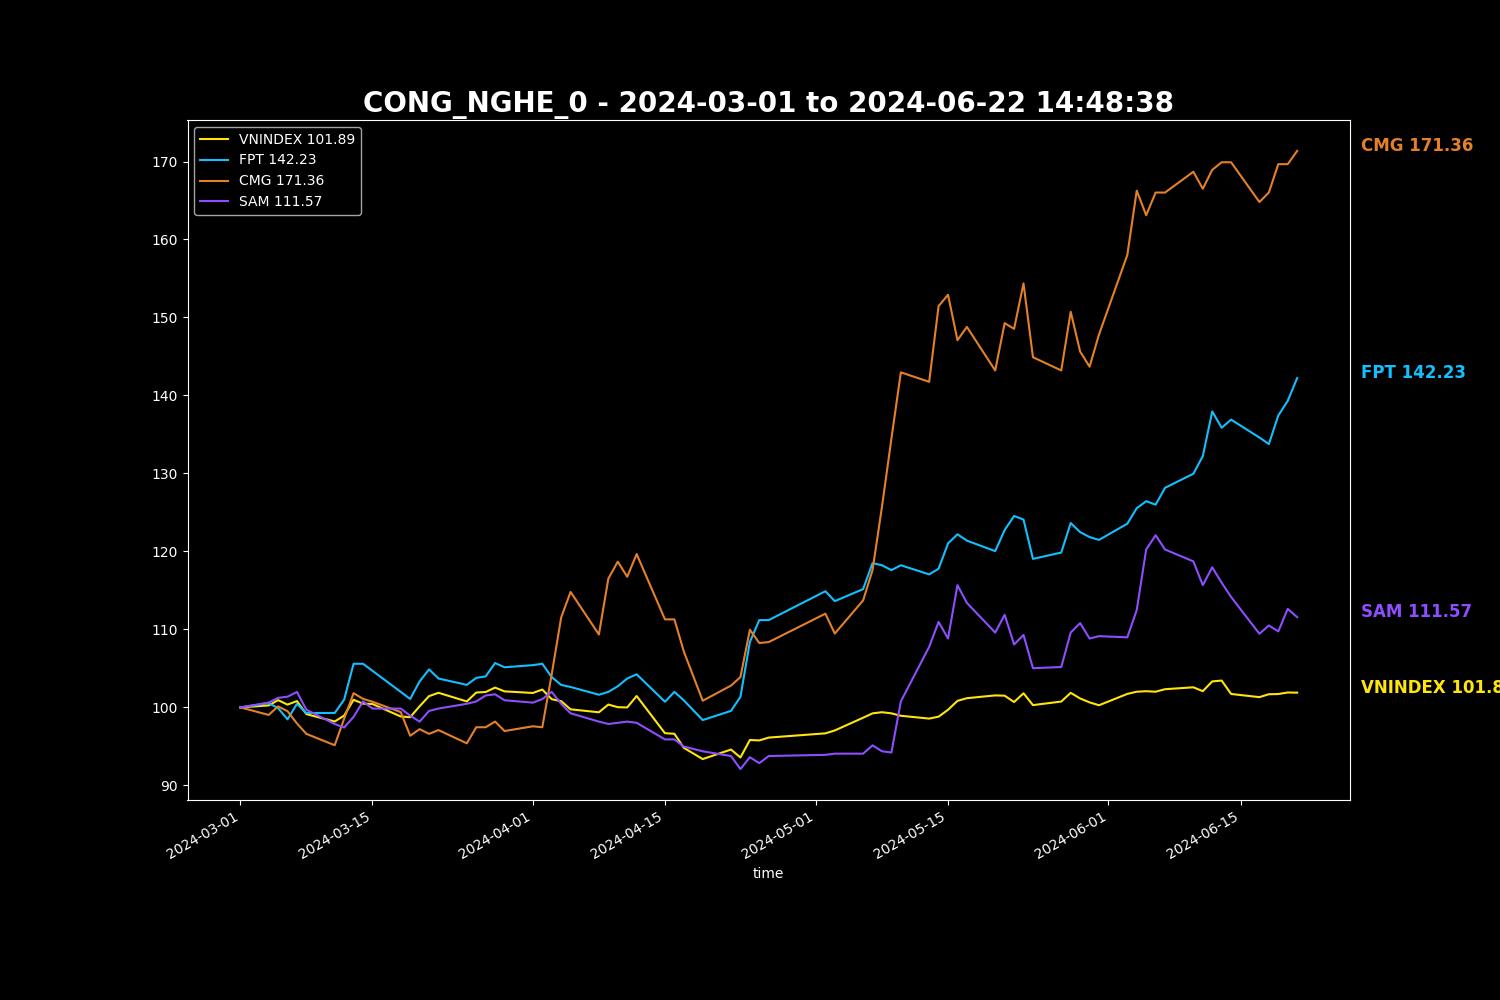 CONG_NGHE_0 - 2024-03-01 to 2024-06-22 14:48:38
VNINDEX 101.89
FPT 142.23
CMG 171.36
SAM 111.57
170
160
150
140
130
120
110
100
90
CMG 171.36
FPT 142.23
SAM 111.57
VNINDEX 101.8
2024-03-01
2024-03-15
2024-04-01
2024-04-15
2024-05-01
2024-05-15
2024-06-01
2024-06-15
time